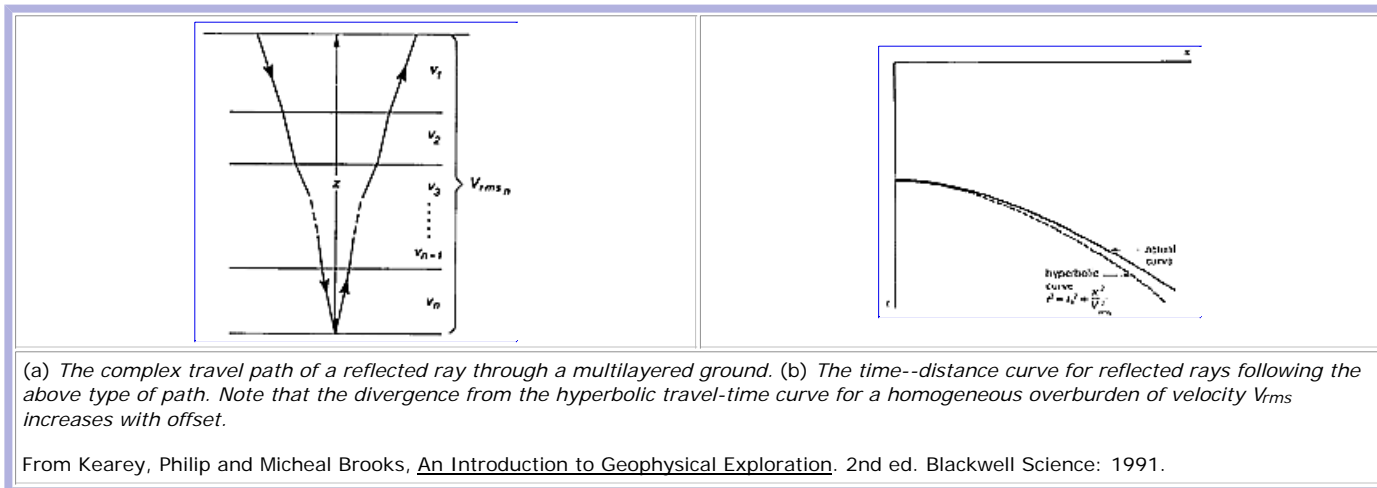 v1
v2
z
v3
Vrms n
vn-1
vn
x
actual
curve
hyperbolic
curve
t
(a) The complex travel path of a reflected ray through a multilayered ground. (b) The time--distance curve for reflected rays following the
above type of path. Note that the divergence from the hyperbolic travel-time curve for a homogeneous overburden of velocity Vrms
increases with offset.
From Kearey, Philip and Micheal Brooks, An Introduction to Geophysical Exploration. 2nd ed. Blackwell Science: 1991.